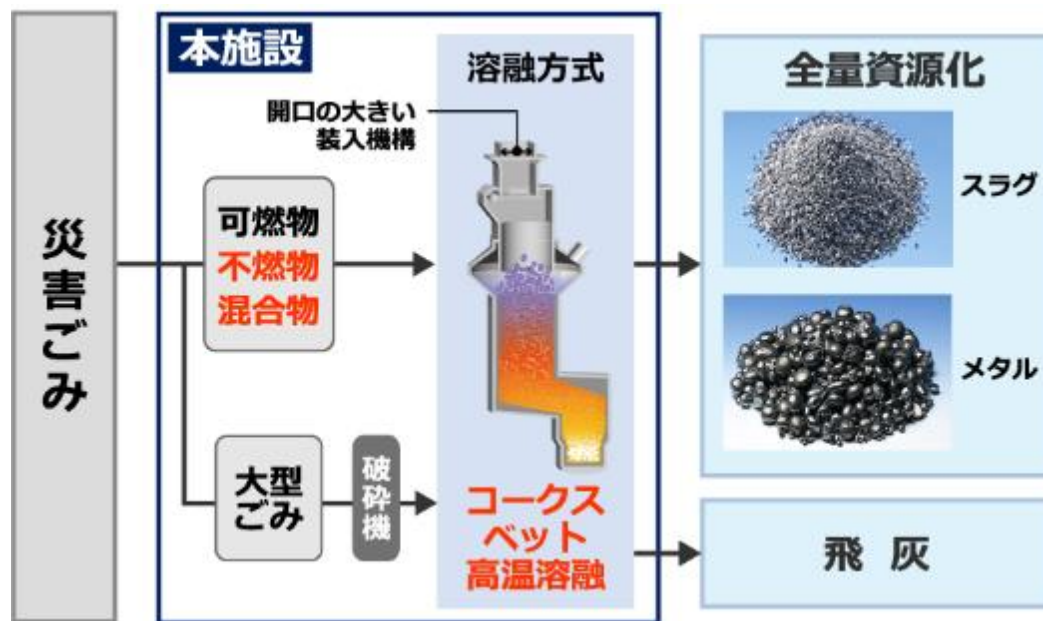 災害ごみ
本施設
溶融方式
開口の大きい
装入機構
可燃物
不燃物
混合物
大型
ごみ
破砕機
コークス
ベット
高温溶融
全量資源化
スラグ
メタル
飛灰